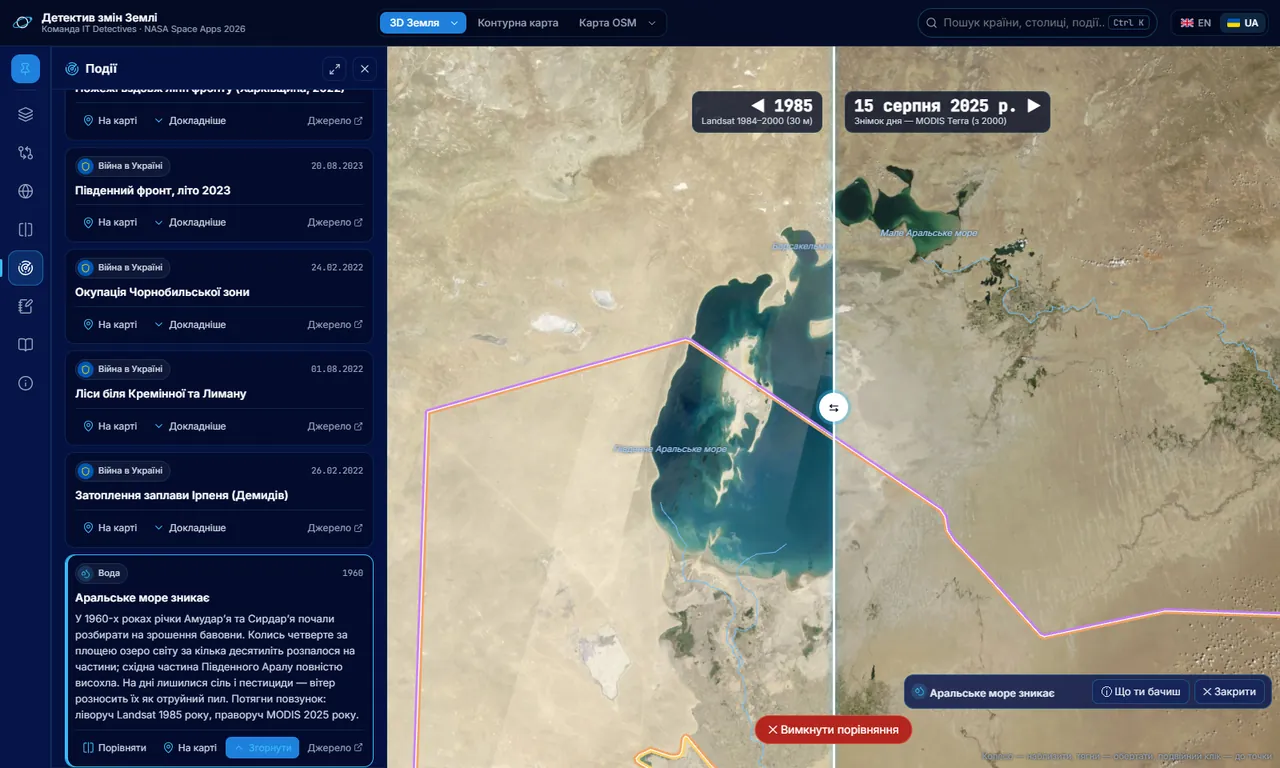 Детектив змін Землі
Команда IT Detectives · NASA Space Apps 2026
3D Земля
Контурна карта
Карта OSM
Пошук країни, столиці, події..
Ctrl K
EN
UA
Події
Пожежі вздовж лінії фронту (Харківщина, 2022)
На карті
Докладніше
Джерело
Війна в Україні
20.08.2023
Південний фронт, літо 2023
На карті
Докладніше
Джерело
Війна в Україні
24.02.2022
Окупація Чорнобильської зони
На карті
Докладніше
Джерело
Війна в Україні
01.08.2022
Ліси біля Кремінної та Лиману
На карті
Докладніше
Джерело
Війна в Україні
26.02.2022
Затоплення заплави Ірпеня (Демидів)
На карті
Докладніше
Джерело
Вода
1960
Аральське море зникає
У 1960-х роках річки Амудар’я та Сирдар’я почали
розбирати на зрошення бавовни. Колись четверте за
площею озеро світу за кілька десятиліть розпалося на
частини; східна частина Південного Аралу повністю
висохла. На дні лишилися сіль і пестициди — вітер
розносить їх як отруйний пил. Потягни повзунок:
ліворуч Landsat 1985 року, праворуч MODIS 2025 року.
Порівняти
На карті
Згорнути
Джерело
◀ 1985
Landsat 1984–2000 (30 м)
15 серпня 2025 р. ▶
Знімок дня — MODIS Terra (з 2000)
Мале Аральське море
Аральське море
Аральське море зникає
Що ти бачиш
Закрити
Вимкнути порівняння